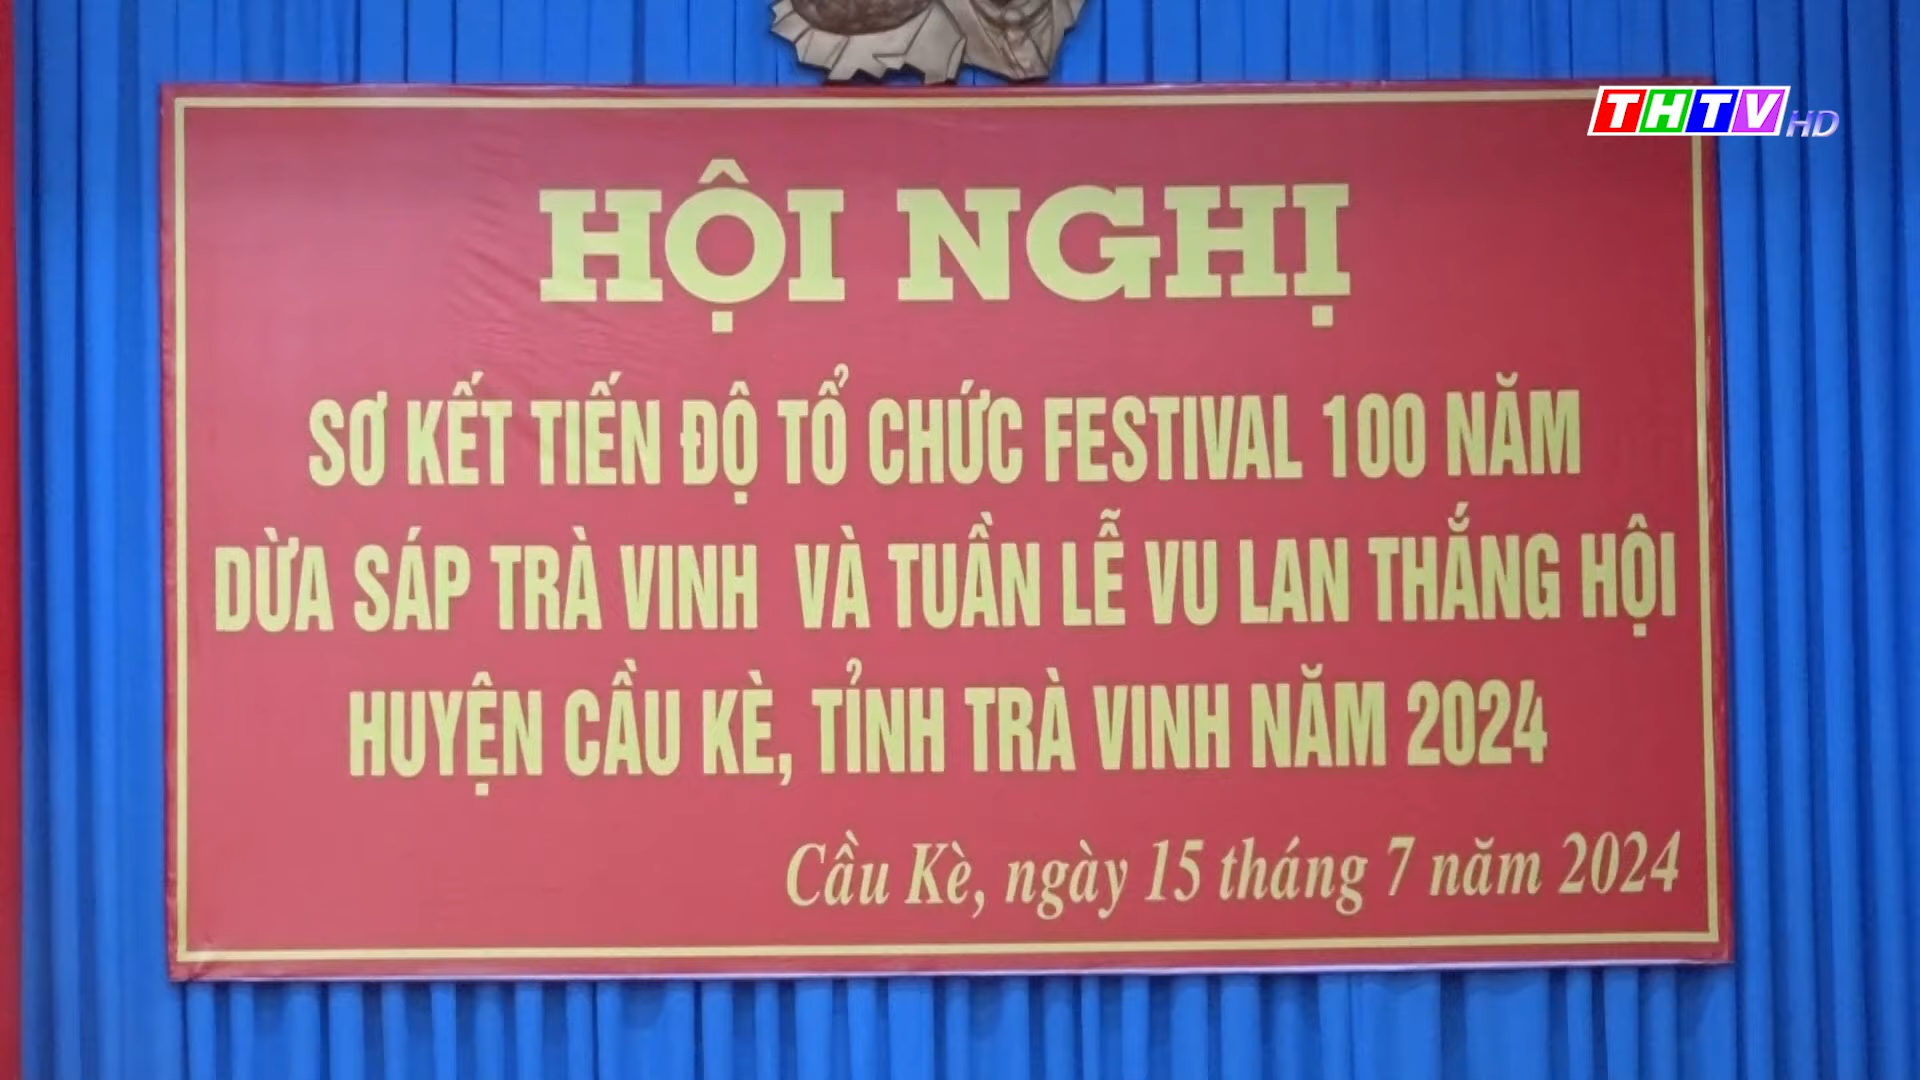 THTV HD
HỘI NGHỊ
SƠ KẾT TIẾN ĐỘ TỔ CHỨC FESTIVAL 100 NĂM
DỪA SÁP TRÀ VINH VÀ TUẦN LỄ VU LAN THẮNG HỘI
HUYỆN CẦU KÈ, TỈNH TRÀ VINH NĂM 2024
Cầu Kè, ngày 15 tháng 7 năm 2024